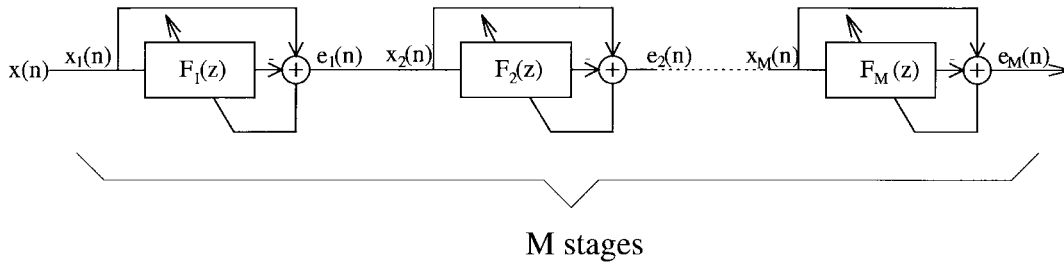 x(n) x₁(n) F₁(z) - + e₁(n) x₂(n) F₂(z) - + e₂(n) x_M(n) F_M(z) - + e_M(n)
M stages